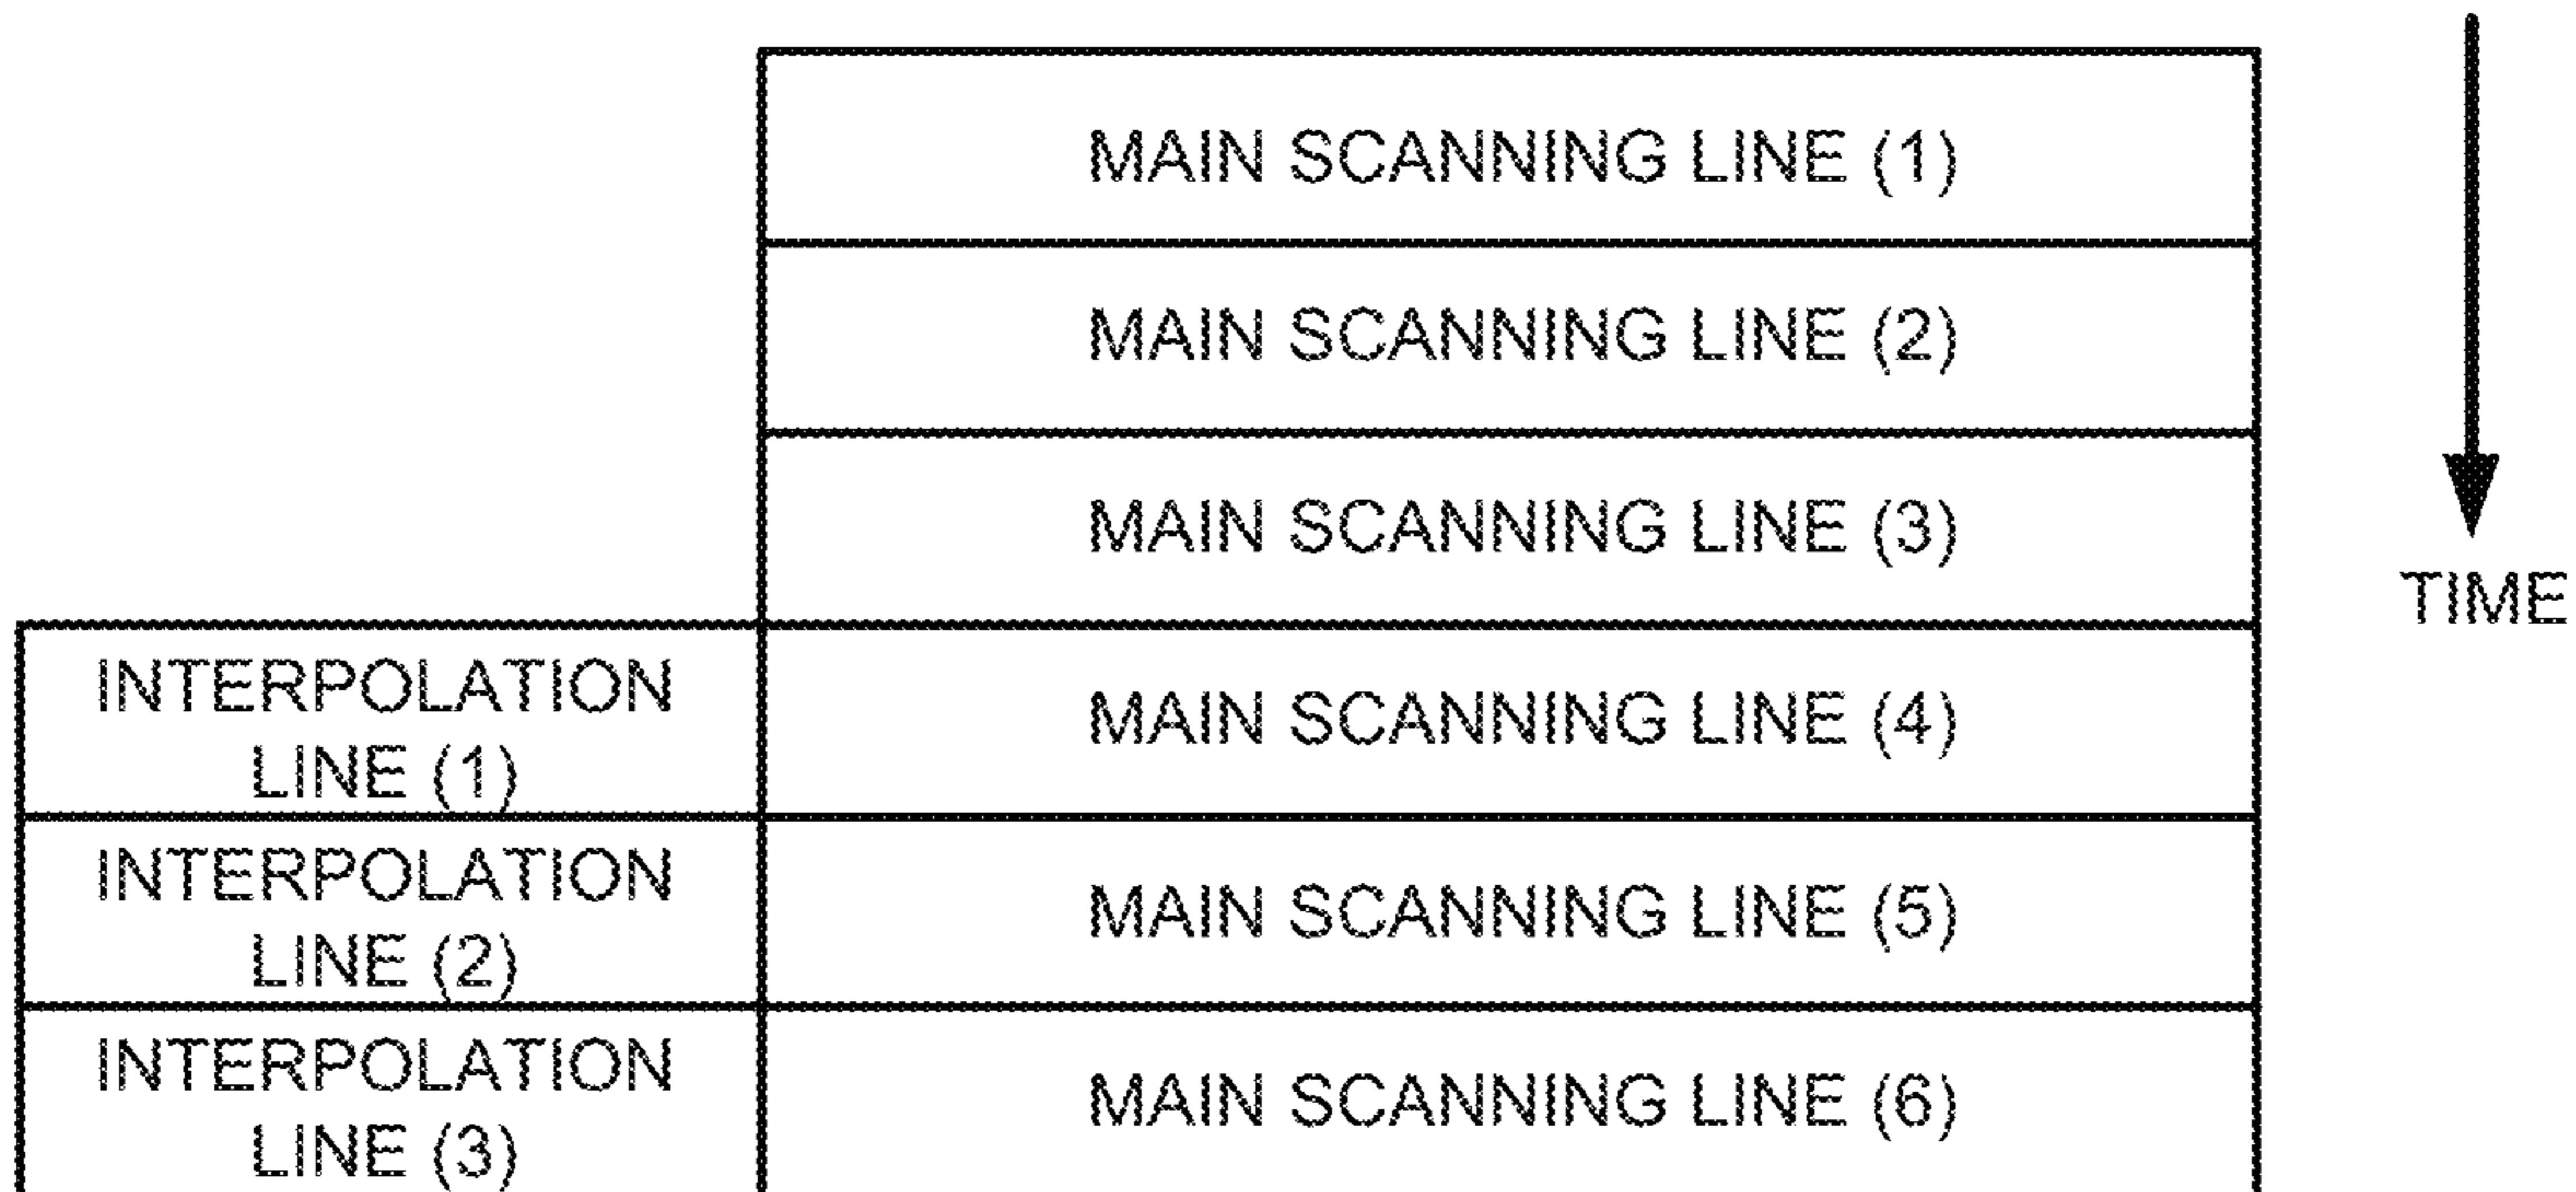 MAIN SCANNING LINE (1)
MAIN SCANNING LINE (2)
MAIN SCANNING LINE (3)
TIME
INTERPOLATION
LINE (1)
MAIN SCANNING LINE (4)
INTERPOLATION
LINE (2)
MAIN SCANNING LINE (5)
INTERPOLATION
LINE (3)
MAIN SCANNING LINE (6)